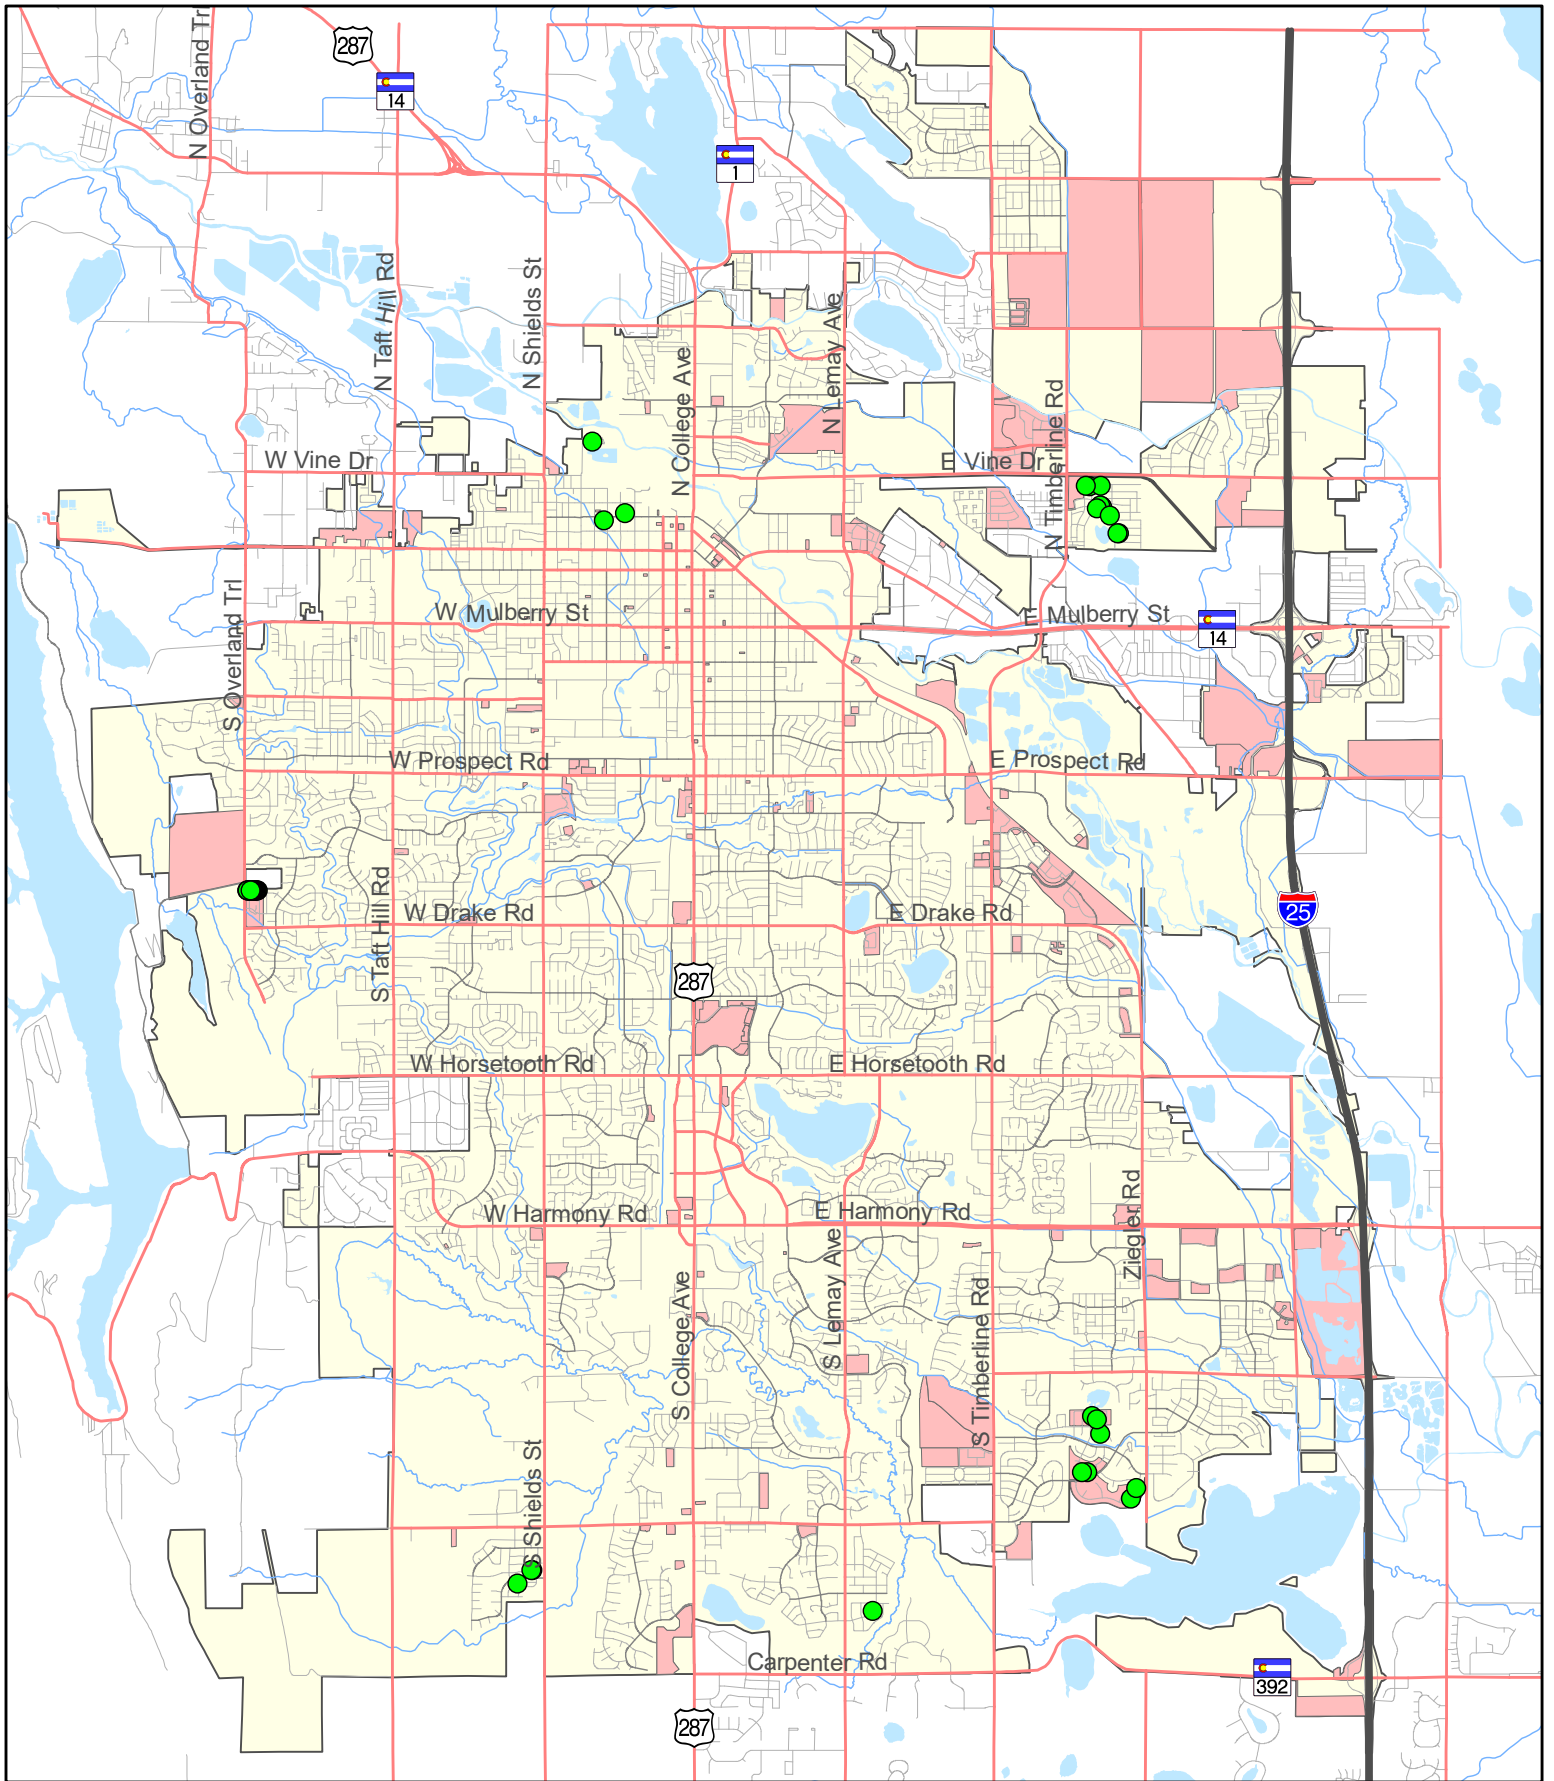 N Overland Trl
287
14
1
N Taft Hill Rd
N Shields St
N College Ave
N Lemay Ave
N Timberline Rd
W Vine Dr
E Vine Dr
S Overland Trl
W Mulberry St
E Mulberry St
14
W Prospect Rd
E Prospect Rd
S Taft Hill Rd
W Drake Rd
E Drake Rd
25
287
W Horsetooth Rd
E Horsetooth Rd
W Harmony Rd
E Harmony Rd
Ziegler Rd
S College Ave
S Lemay Ave
S Timberline Rd
S Shields St
Carpenter Rd
392
287